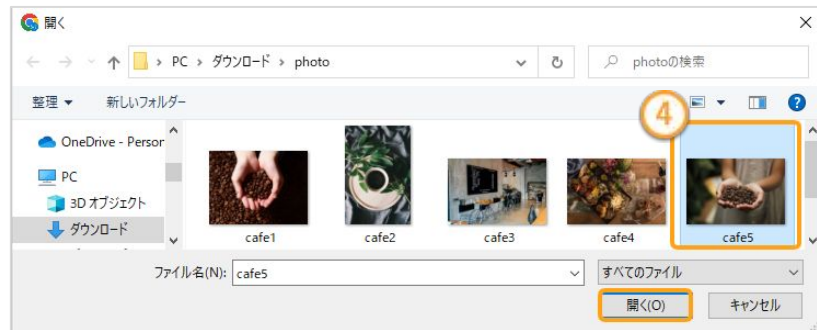 開く
PC › ダウンロード › photo
photoの検索
整理
新しいフォルダー
4
OneDrive - Person
PC
3D オブジェクト
ダウンロード
cafe1
cafe2
cafe3
cafe4
cafe5
ファイル名(N):
cafe5
すべてのファイル
開く(O)
キャンセル